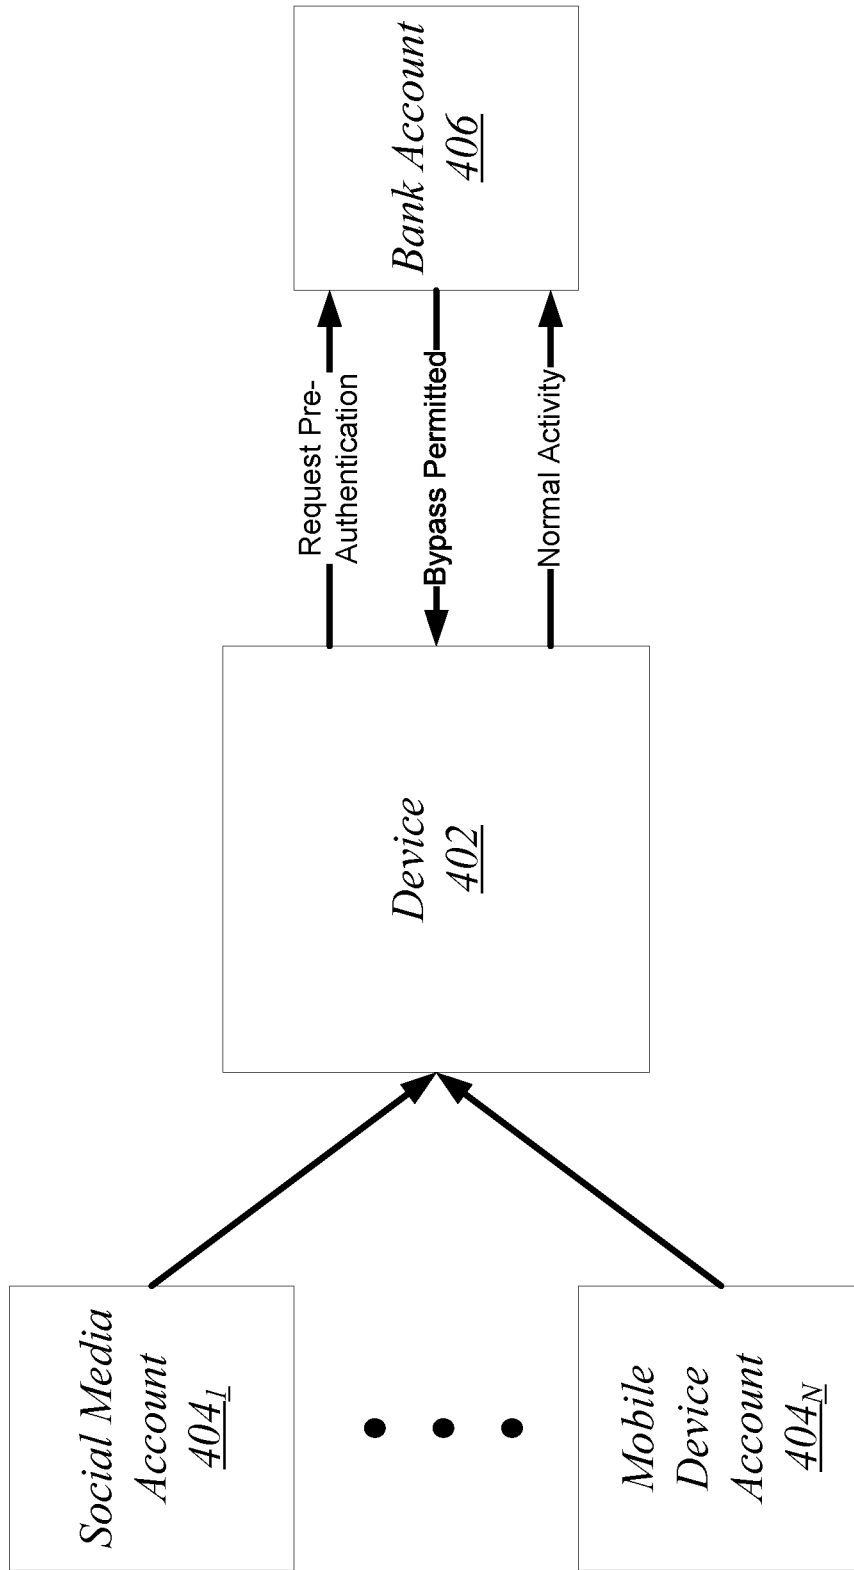 Social Media
Account
404₁
Mobile
Device
Account
404N
Device
402
Request Pre-
Authentication
Bypass Permitted
Normal Activity
Bank Account
406